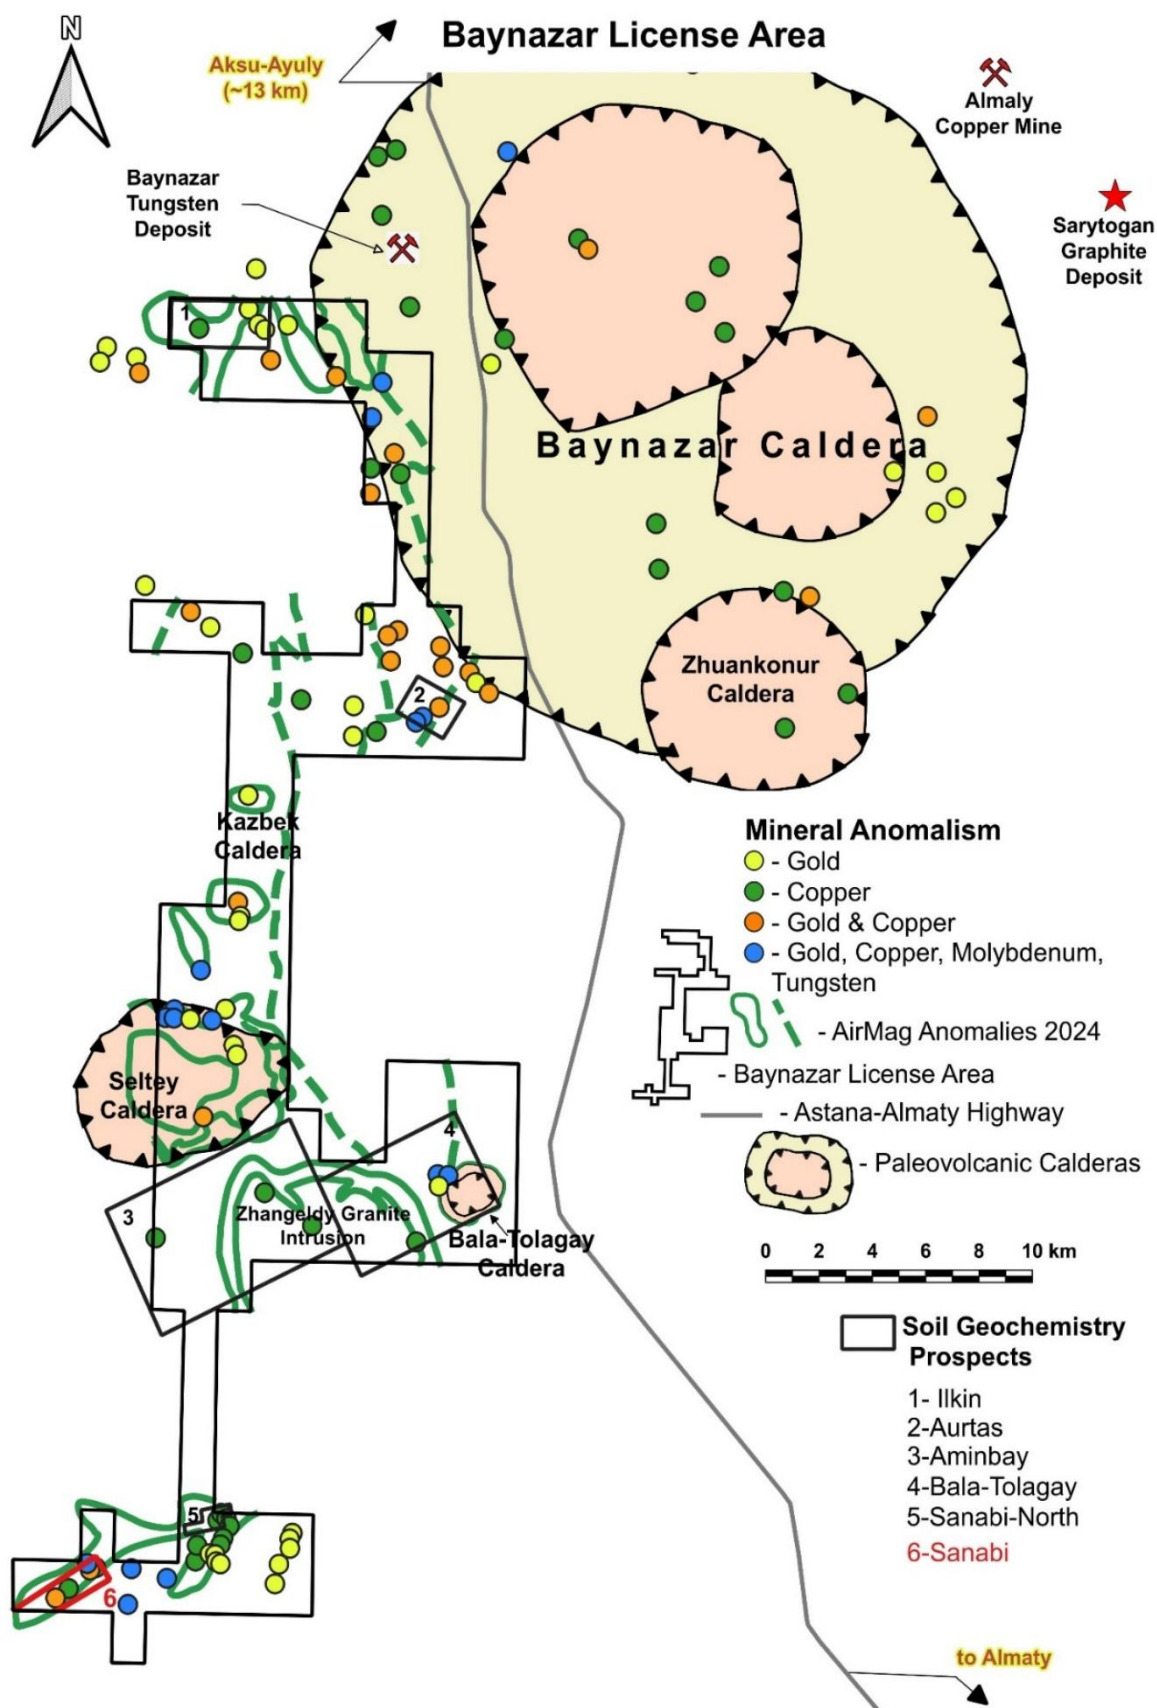 N
Baynazar License Area
Aksu-Ayuly
(~13 km)
Almaly
Copper Mine
Baynazar
Tungsten
Deposit
Sarytogan
Graphite
Deposit
1
Baynazar Caldera
2
Zhuankonur
Caldera
Kazbek
Caldera
Mineral Anomalism
- Gold
- Copper
- Gold & Copper
- Gold, Copper, Molybdenum,
Tungsten
- AirMag Anomalies 2024
- Baynazar License Area
- Astana-Almaty Highway
- Paleovolcanic Calderas
Seltey
Caldera
4
3
Zhangeldy Granite
Intrusion
Bala-Tolagay
Caldera
0 2 4 6 8 10 km
Soil Geochemistry
Prospects
1- Ilkin
2-Aurtas
3-Aminbay
4-Bala-Tolagay
5-Sanabi-North
6-Sanabi
5
6
to Almaty